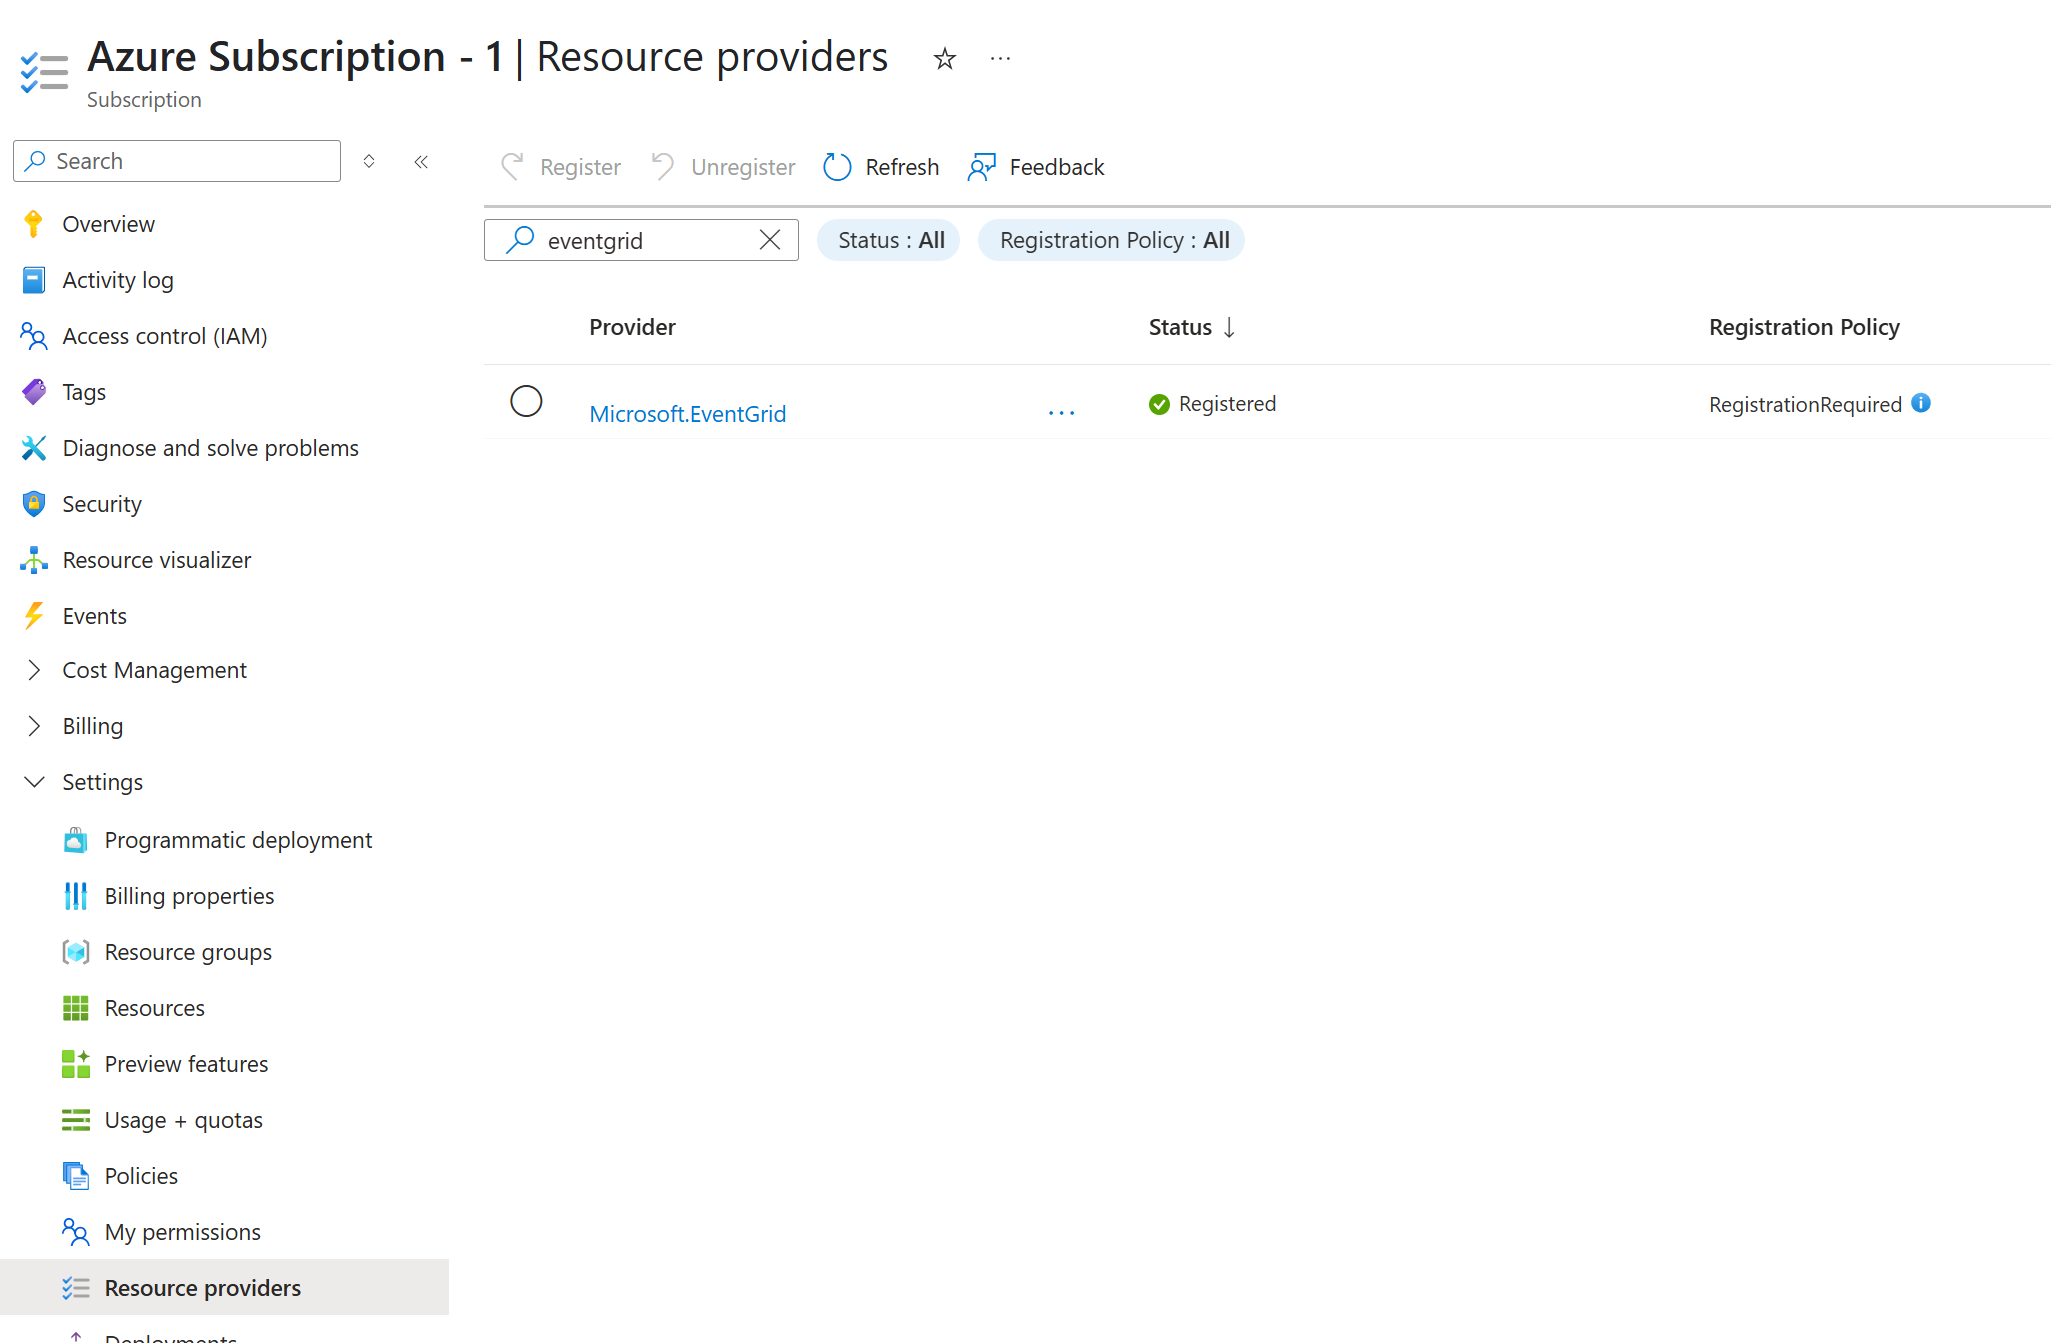 Azure Subscription - 1 | Resource providers
Subscription
Search
Register
Unregister
Refresh
Feedback
eventgrid
Status : All
Registration Policy : All
Provider
Status
Registration Policy
Microsoft.EventGrid
Registered
RegistrationRequired
Overview
Activity log
Access control (IAM)
Tags
Diagnose and solve problems
Security
Resource visualizer
Events
Cost Management
Billing
Settings
Programmatic deployment
Billing properties
Resource groups
Resources
Preview features
Usage + quotas
Policies
My permissions
Resource providers
Deployments